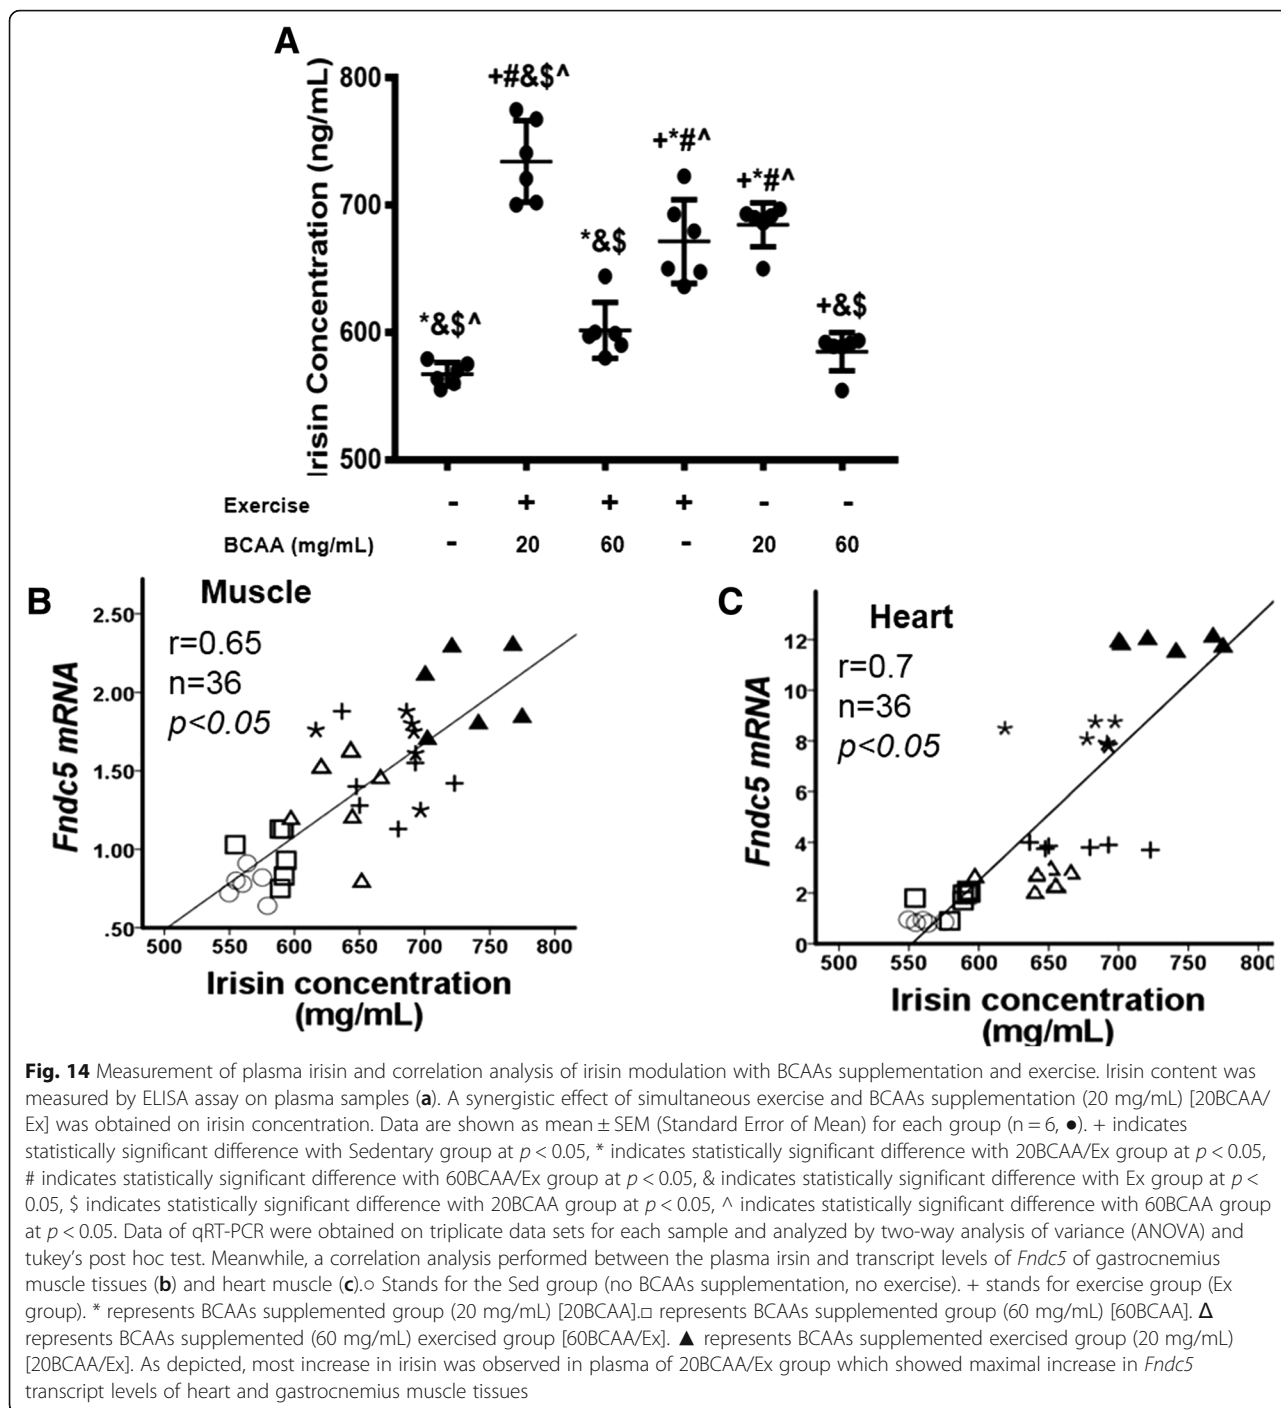 A
Irisin Concentration (ng/mL)
800
700
600
500
*&$^
+#&$^
*&$
+*#^
+*#^
+&$
Exercise - + + + - -
BCAA (mg/mL) - 20 60 - 20 60
B
Muscle
r=0.65
n=36
p<0.05
Fndc5 mRNA
2.50
2.00
1.50
1.00
.50
500 550 600 650 700 750 800
Irisin concentration
(mg/mL)
C
Heart
r=0.7
n=36
p<0.05
Fndc5 mRNA
12
10
8
6
4
2
0
500 550 600 650 700 750 800
Irisin concentration
(mg/mL)
Fig. 14 Measurement of plasma irisin and correlation analysis of irisin modulation with BCAAs supplementation and exercise. Irisin content was
measured by ELISA assay on plasma samples (a). A synergistic effect of simultaneous exercise and BCAAs supplementation (20 mg/mL) [20BCAA/
Ex] was obtained on irisin concentration. Data are shown as mean ± SEM (Standard Error of Mean) for each group (n = 6, ●). + indicates
statistically significant difference with Sedentary group at p < 0.05, * indicates statistically significant difference with 20BCAA/Ex group at p < 0.05,
# indicates statistically significant difference with 60BCAA/Ex group at p < 0.05, & indicates statistically significant difference with Ex group at p <
0.05, $ indicates statistically significant difference with 20BCAA group at p < 0.05, ^ indicates statistically significant difference with 60BCAA group
at p < 0.05. Data of qRT-PCR were obtained on triplicate data sets for each sample and analyzed by two-way analysis of variance (ANOVA) and
tukey's post hoc test. Meanwhile, a correlation analysis performed between the plasma irsin and transcript levels of Fndc5 of gastrocnemius
muscle tissues (b) and heart muscle (c).○ Stands for the Sed group (no BCAAs supplementation, no exercise). + stands for exercise group (Ex
group). * represents BCAAs supplemented group (20 mg/mL) [20BCAA].□ represents BCAAs supplemented group (60 mg/mL) [60BCAA]. Δ
represents BCAAs supplemented (60 mg/mL) exercised group [60BCAA/Ex]. ▲ represents BCAAs supplemented exercised group (20 mg/mL)
[20BCAA/Ex]. As depicted, most increase in irisin was observed in plasma of 20BCAA/Ex group which showed maximal increase in Fndc5
transcript levels of heart and gastrocnemius muscle tissues